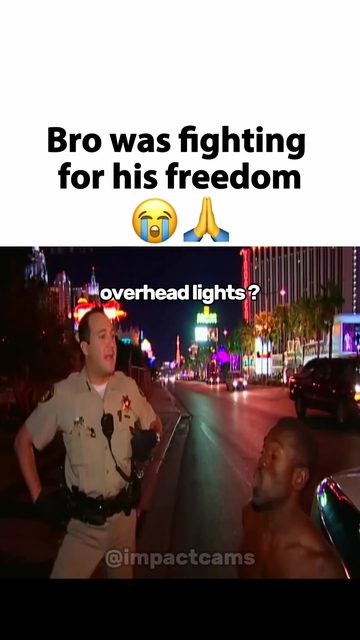 Bro was fighting
for his freedom
😭🙏
overhead lights?
@impactcams